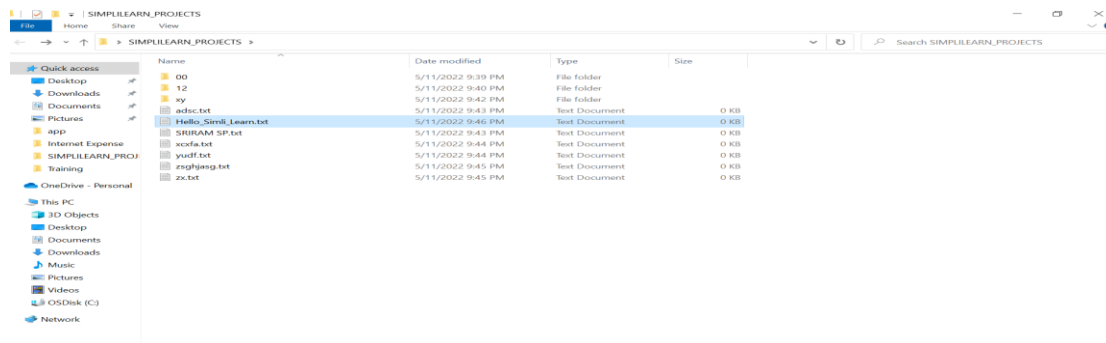 SIMPLILEARN_PROJECTS
File Home Share View
SIMPLILEARN_PROJECTS Search SIMPLILEARN_PROJECTS
Name Date modified Type Size
Quick access
Desktop
Downloads
Documents
Pictures
app
Internet Expense
SIMPLILEARN_PROJ
Training
OneDrive - Personal
This PC
3D Objects
Desktop
Documents
Downloads
Music
Pictures
Videos
OSDisk (C:)
Network
00 5/11/2022 9:39 PM File folder
12 5/11/2022 9:40 PM File folder
xy 5/11/2022 9:42 PM File folder
adsc.txt 5/11/2022 9:43 PM Text Document 0 KB
Hello_Simli_Learn.txt 5/11/2022 9:46 PM Text Document 0 KB
SRIRAM SP.txt 5/11/2022 9:43 PM Text Document 0 KB
xcxfa.txt 5/11/2022 9:44 PM Text Document 0 KB
yudf.txt 5/11/2022 9:44 PM Text Document 0 KB
zsghjasg.txt 5/11/2022 9:45 PM Text Document 0 KB
zx.txt 5/11/2022 9:45 PM Text Document 0 KB